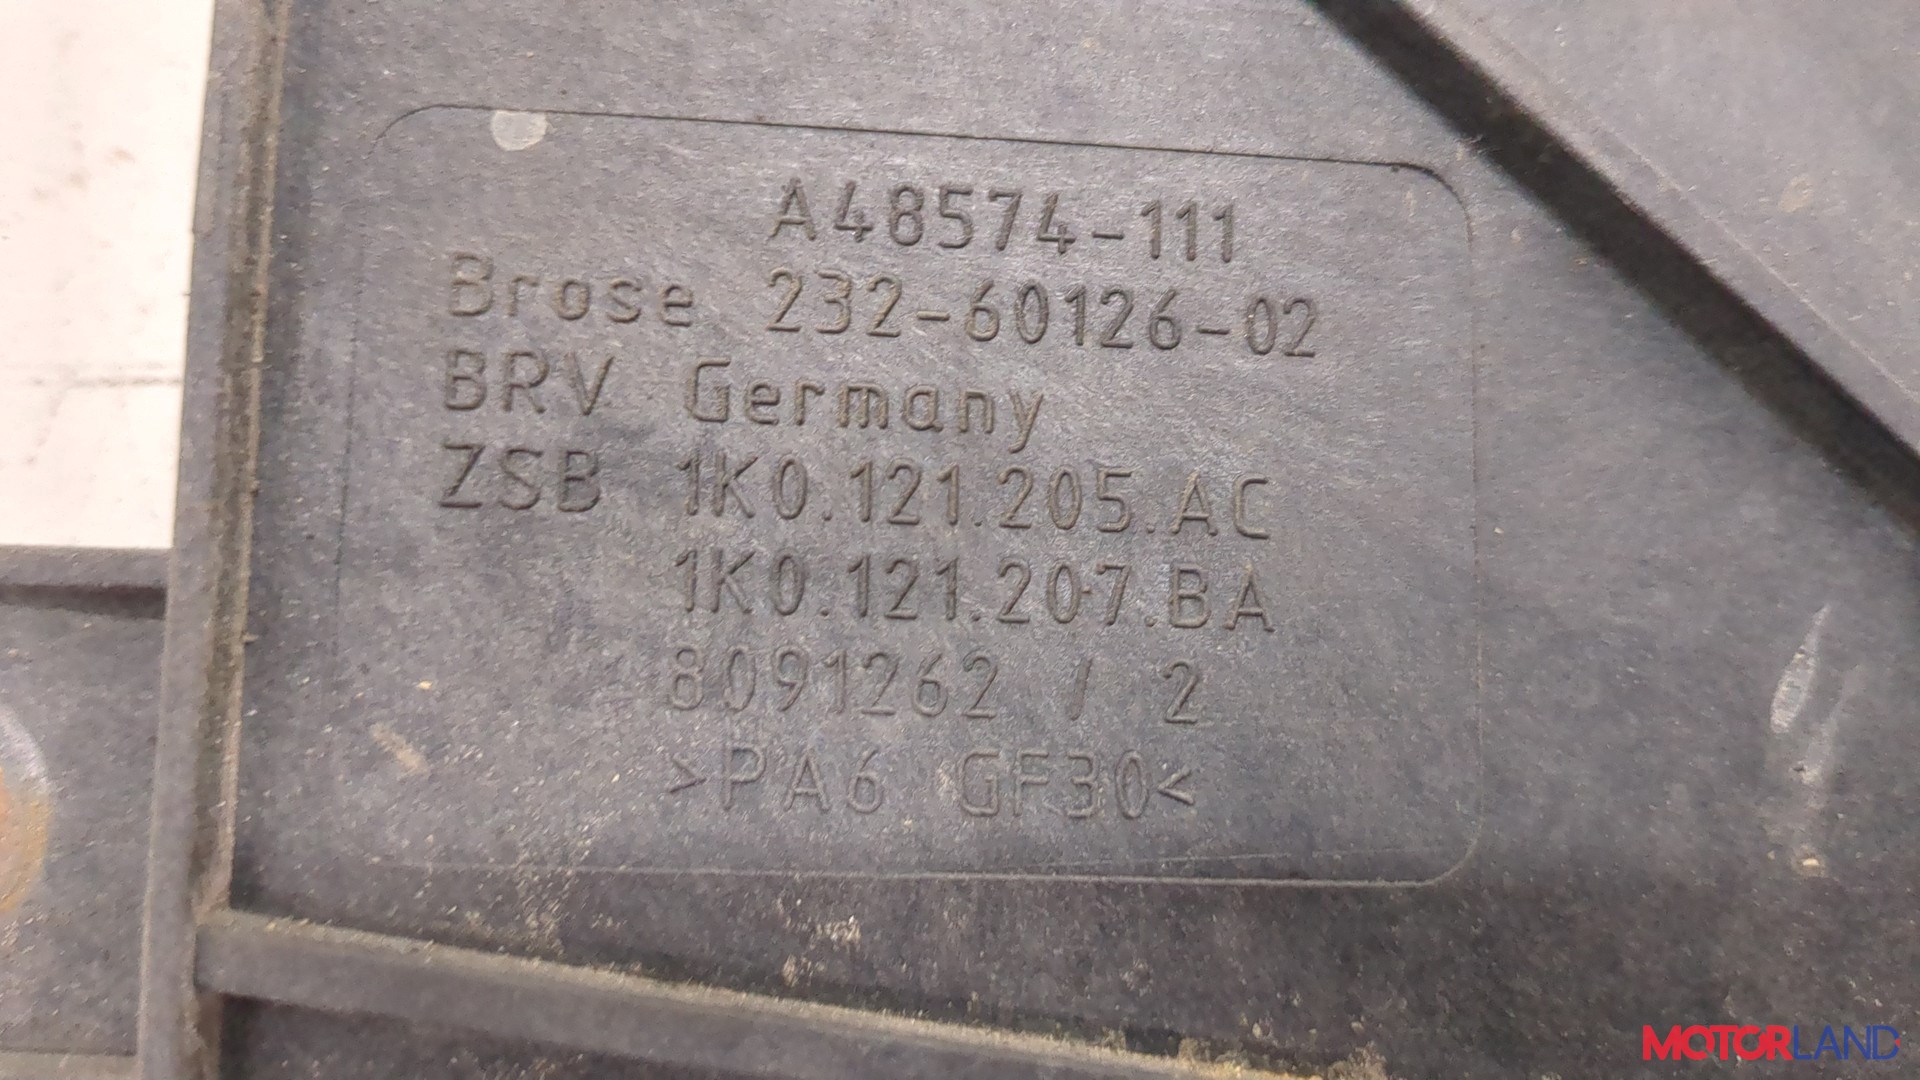 A48574-111
Brose 232-60126-02
BRV Germany
ZSB 1K0.121.205.AC
1K0.121.207.BA
8091262 / 2
>PA6 GF30<
MOTORLAND